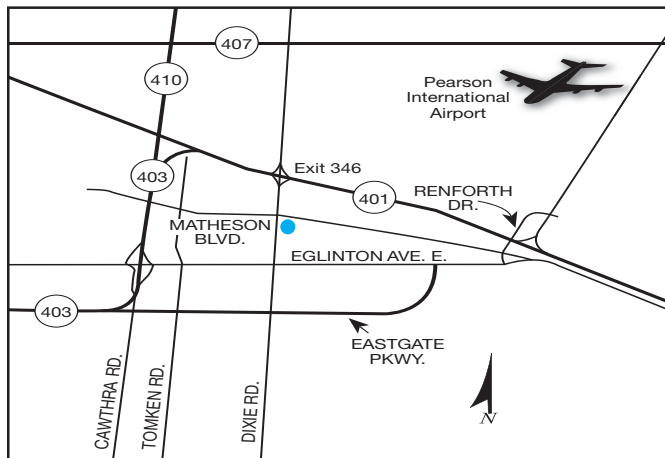 407
410
Pearson
International
Airport
Exit 346
403
401
RENFORTH
DR.
MATHESON
BLVD.
EGLINTON AVE. E.
403
EASTGATE
PKWY.
CAWTHRA RD.
TOMKEN RD.
DIXIE RD.
N